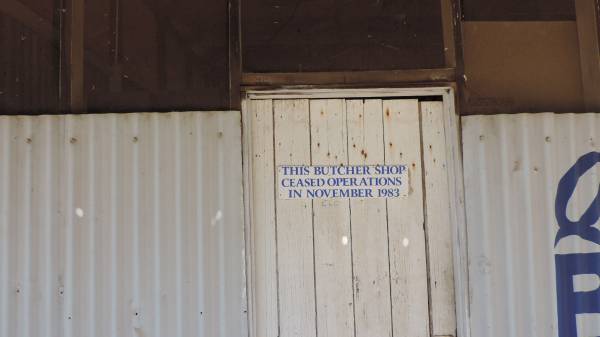 THIS BUTCHER SHOP
CEASED OPERATIONS
IN NOVEMBER 1983